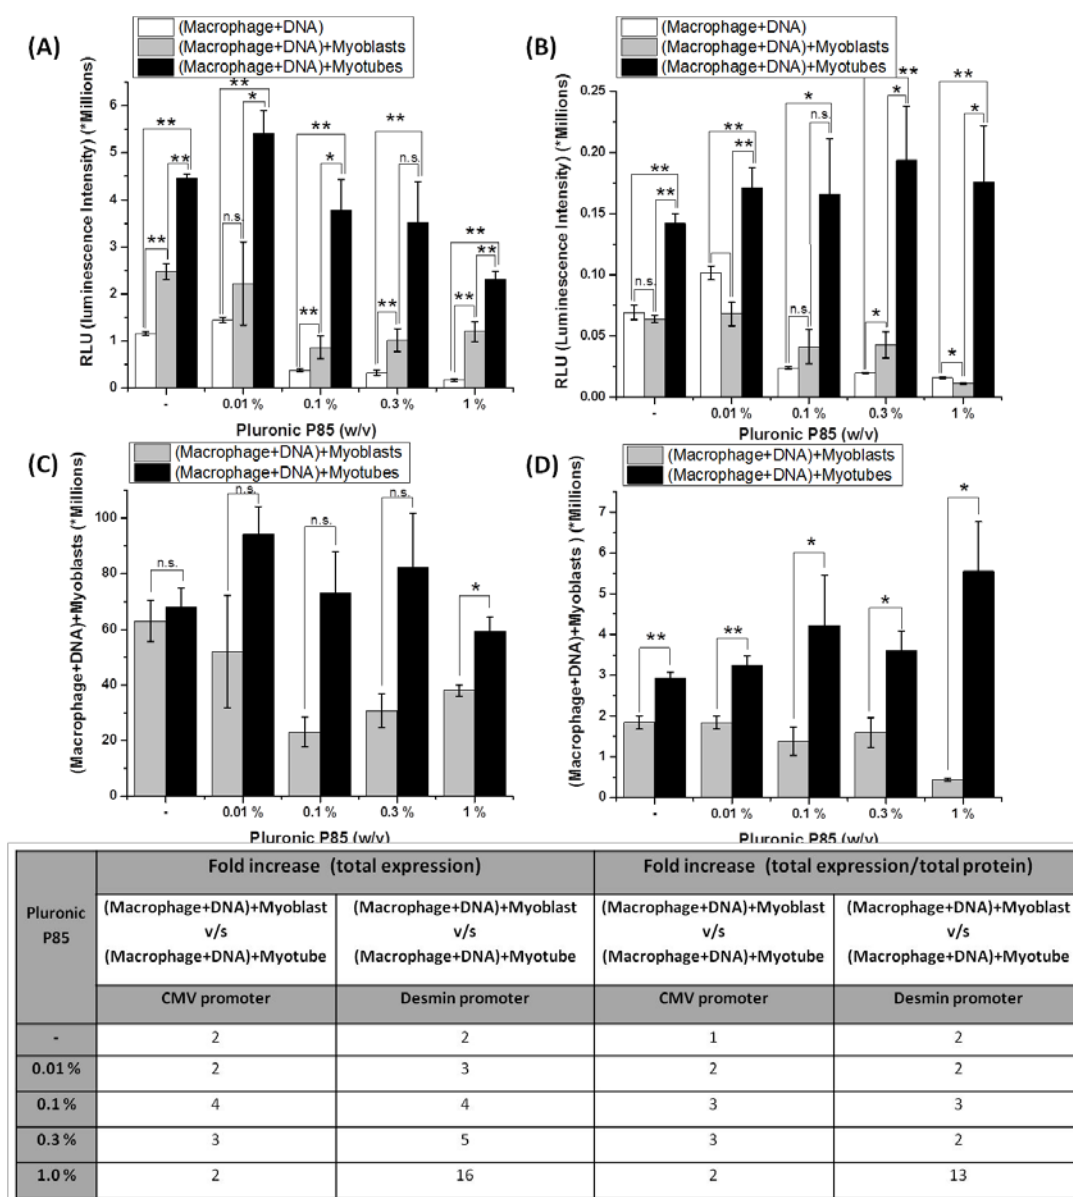 (A)
(Macrophage+DNA)
(Macrophage+DNA)+Myoblasts
(Macrophage+DNA)+Myotubes
RLU (luminescence Intensity) (*Millions)
6
5
4
3
2
1
0
** ** **
** * n.s.
** * **
** n.s. **
** ** **
- 0.01 % 0.1 % 0.3 % 1 %
Pluronic P85 (w/v)
(B)
(Macrophage+DNA)
(Macrophage+DNA)+Myoblasts
(Macrophage+DNA)+Myotubes
RLU (Luminescence Intensity) (*Millions)
0.25
0.20
0.15
0.10
0.05
0.00
** ** n.s.
** **
* n.s. n.s.
** * *
** * *
- 0.01 % 0.1 % 0.3 % 1 %
Pluronic P85 (w/v)
(C)
(Macrophage+DNA)+Myoblasts
(Macrophage+DNA)+Myotubes
(Macrophage+DNA)+Myoblasts (*Millions)
100
80
60
40
20
0
n.s. n.s. n.s. n.s. *
- 0.01 % 0.1 % 0.3 % 1 %
Pluronic P85 (w/v)
(D)
(Macrophage+DNA)+Myoblasts
(Macrophage+DNA)+Myotubes
(Macrophage+DNA)+Myoblasts ) (*Millions)
7
6
5
4
3
2
1
0
** ** * * *
- 0.01 % 0.1 % 0.3 % 1 %
Pluronic P85 (w/v)
Pluronic P85 Fold increase (total expression) Fold increase (total expression/total protein)
(Macrophage+DNA)+Myoblast (Macrophage+DNA)+Myoblast (Macrophage+DNA)+Myoblast (Macrophage+DNA)+Myoblast
v/s v/s v/s v/s
(Macrophage+DNA)+Myotube (Macrophage+DNA)+Myotube (Macrophage+DNA)+Myotube (Macrophage+DNA)+Myotube
CMV promoter Desmin promoter CMV promoter Desmin promoter
- 2 2 1 2
0.01 % 2 3 2 2
0.1 % 4 4 3 3
0.3 % 3 5 3 2
1.0 % 2 16 2 13